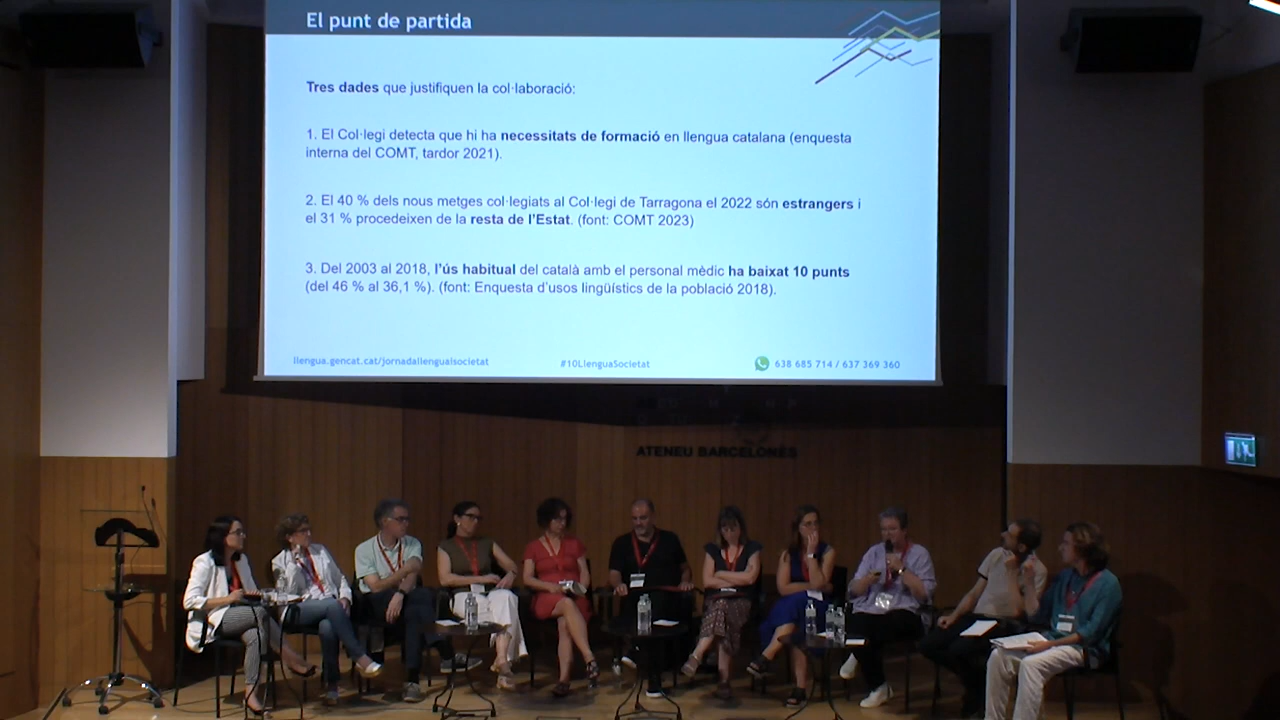 El punt de partida
Tres dades que justifiquen la col·laboració:
1. El Col·legi detecta que hi ha necessitats de formació en llengua catalana (enquesta
interna del COMT, tardor 2021).
2. El 40 % dels nous metges col·legiats al Col·legi de Tarragona el 2022 són estrangers i
el 31 % procedeixen de la resta de l'Estat. (font: COMT 2023)
3. Del 2003 al 2018, l'ús habitual del català amb el personal mèdic ha baixat 10 punts
(del 46 % al 36,1 %). (font: Enquesta d'usos lingüístics de la població 2018).
llengua.gencat.cat/jornadallenguaisocietat
#10LlenguaSocietat
638 685 714 / 637 369 360
ATENEU BARCELONÈS